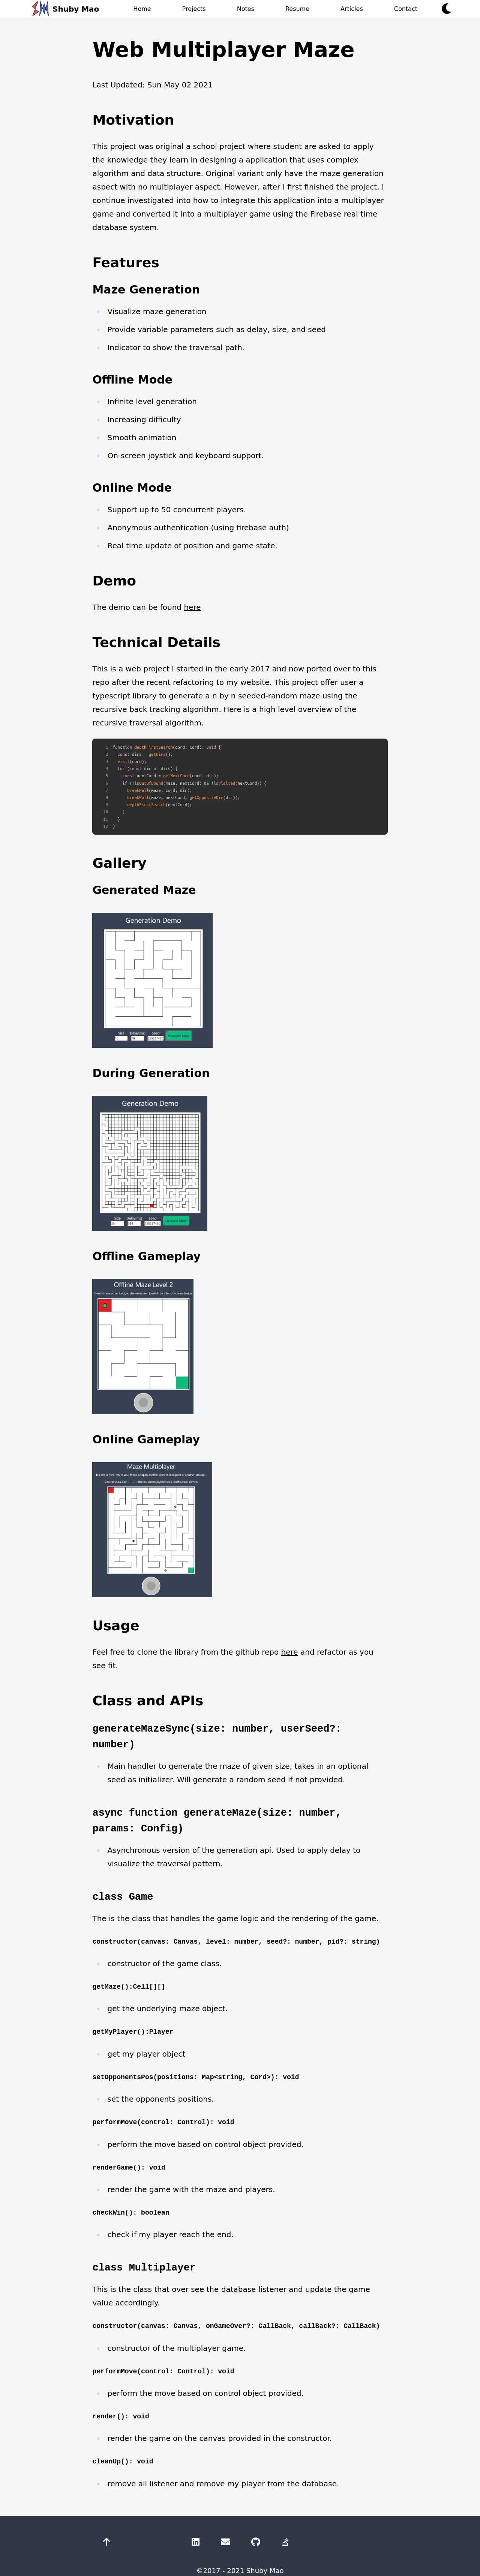 Shuby Mao
Home
Projects
Notes
Resume
Articles
Contact
Web Multiplayer Maze
Last Updated: Sun May 02 2021
Motivation
This project was original a school project where student are asked to apply
the knowledge they learn in designing a application that uses complex
algorithm and data structure. Original variant only have the maze generation
aspect with no multiplayer aspect. However, after I first finished the project, I
continue investigated into how to integrate this application into a multiplayer
game and converted it into a multiplayer game using the Firebase real time
database system.
Features
Maze Generation
Visualize maze generation
Provide variable parameters such as delay, size, and seed
Indicator to show the traversal path.
Offline Mode
Infinite level generation
Increasing difficulty
Smooth animation
On-screen joystick and keyboard support.
Online Mode
Support up to 50 concurrent players.
Anonymous authentication (using firebase auth)
Real time update of position and game state.
Demo
The demo can be found here
Technical Details
This is a web project I started in the early 2017 and now ported over to this
repo after the recent refactoring to my website. This project offer user a
typescript library to generate a n by n seeded-random maze using the
recursive back tracking algorithm. Here is a high level overview of the
recursive traversal algorithm.
1 function depthFirstSearch(cord: Cord): void {
2 const dirs = getDirs();
3 visit(cord);
4 for (const dir of dirs) {
5 const nextCord = getNextCord(cord, dir);
6 if (!isOutOfBound(maze, nextCord) && !isVisited(nextCord)) {
7 breakWall(maze, cord, dir);
8 breakWall(maze, nextCord, getOppositeDir(dir));
9 depthFirstSearch(nextCord);
10 }
11 }
12 }
Gallery
Generated Maze
Generation Demo
Size
Delay(ms)
Seed
During Generation
Generation Demo
Size
Delay(ms)
Seed
Offline Gameplay
Offline Maze Level 2
Online Gameplay
Maze Multiplayer
Usage
Feel free to clone the library from the github repo here and refactor as you
see fit.
Class and APIs
generateMazeSync(size: number, userSeed?:
number)
Main handler to generate the maze of given size, takes in an optional
seed as initializer. Will generate a random seed if not provided.
async function generateMaze(size: number,
params: Config)
Asynchronous version of the generation api. Used to apply delay to
visualize the traversal pattern.
class Game
The is the class that handles the game logic and the rendering of the game.
constructor(canvas: Canvas, level: number, seed?: number, pid?: string)
constructor of the game class.
getMaze():Cell[][]
get the underlying maze object.
getMyPlayer():Player
get my player object
setOpponentsPos(positions: Map<string, Cord>): void
set the opponents positions.
performMove(control: Control): void
perform the move based on control object provided.
renderGame(): void
render the game with the maze and players.
checkWin(): boolean
check if my player reach the end.
class Multiplayer
This is the class that over see the database listener and update the game
value accordingly.
constructor(canvas: Canvas, onGameOver?: CallBack, callBack?: CallBack)
constructor of the multiplayer game.
performMove(control: Control): void
perform the move based on control object provided.
render(): void
render the game on the canvas provided in the constructor.
cleanUp(): void
remove all listener and remove my player from the database.
©2017 - 2021 Shuby Mao